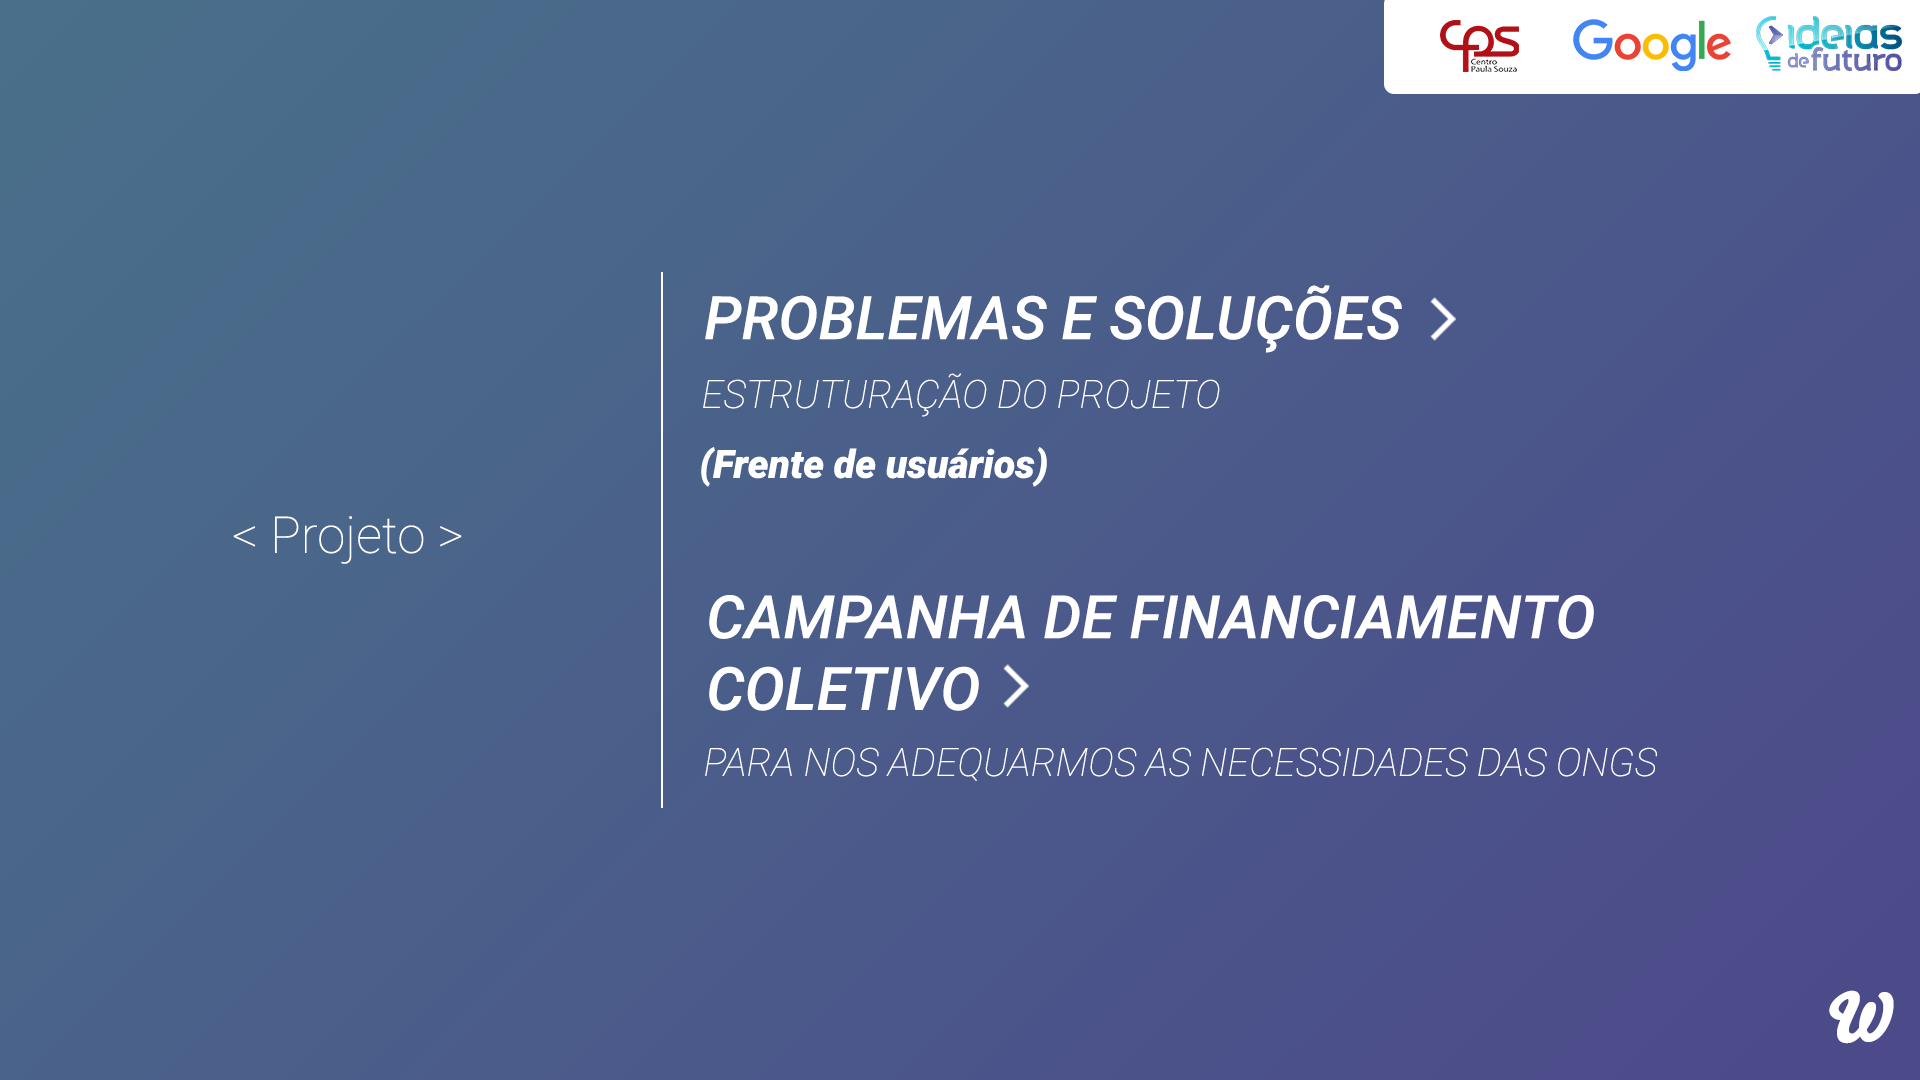 cps
Centro
Paula Souza
Google
ideias
de futuro
< Projeto >
PROBLEMAS E SOLUÇÕES >
ESTRUTURAÇÃO DO PROJETO
(Frente de usuários)
CAMPANHA DE FINANCIAMENTO
COLETIVO >
PARA NOS ADEQUARMOS AS NECESSIDADES DAS ONGS
W